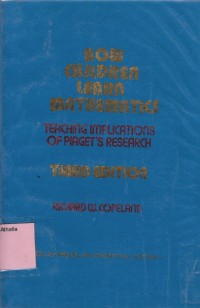 HOW
CHILDREN
LEARN
MATHEMATICS
TEACHING IMPLICATIONS
OF PIAGET'S RESEARCH
THIRD EDITION
RICHARD W. COPELAND